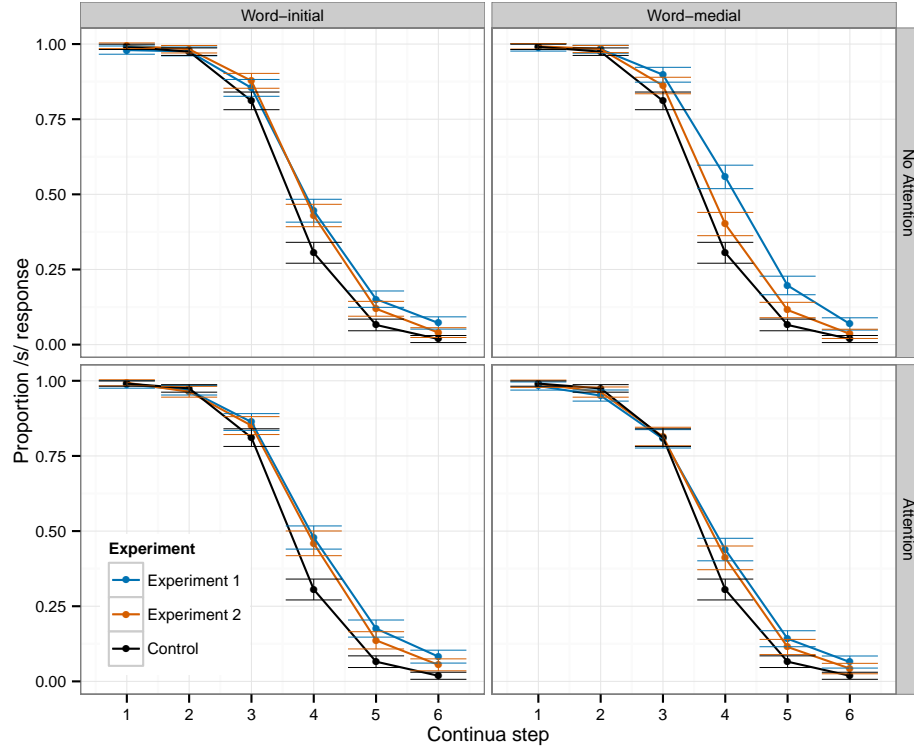 Word−initial
Word−medial
1.00
0.75
0.50
0.25
0.00
No Attention
1.00
0.75
0.50
0.25
0.00
Attention
Proportion /s/ response
Experiment
Experiment 1
Experiment 2
Control
1 2 3 4 5 6
1 2 3 4 5 6
Continua step